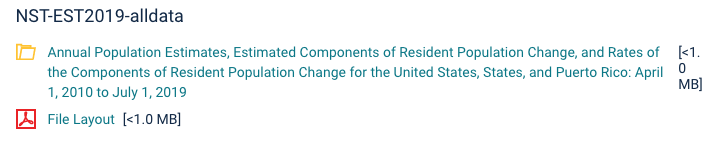 NST-EST2019-alldata
Annual Population Estimates, Estimated Components of Resident Population Change, and Rates of [<1.
the Components of Resident Population Change for the United States, States, and Puerto Rico: April 0
1, 2010 to July 1, 2019 MB]
File Layout [<1.0 MB]